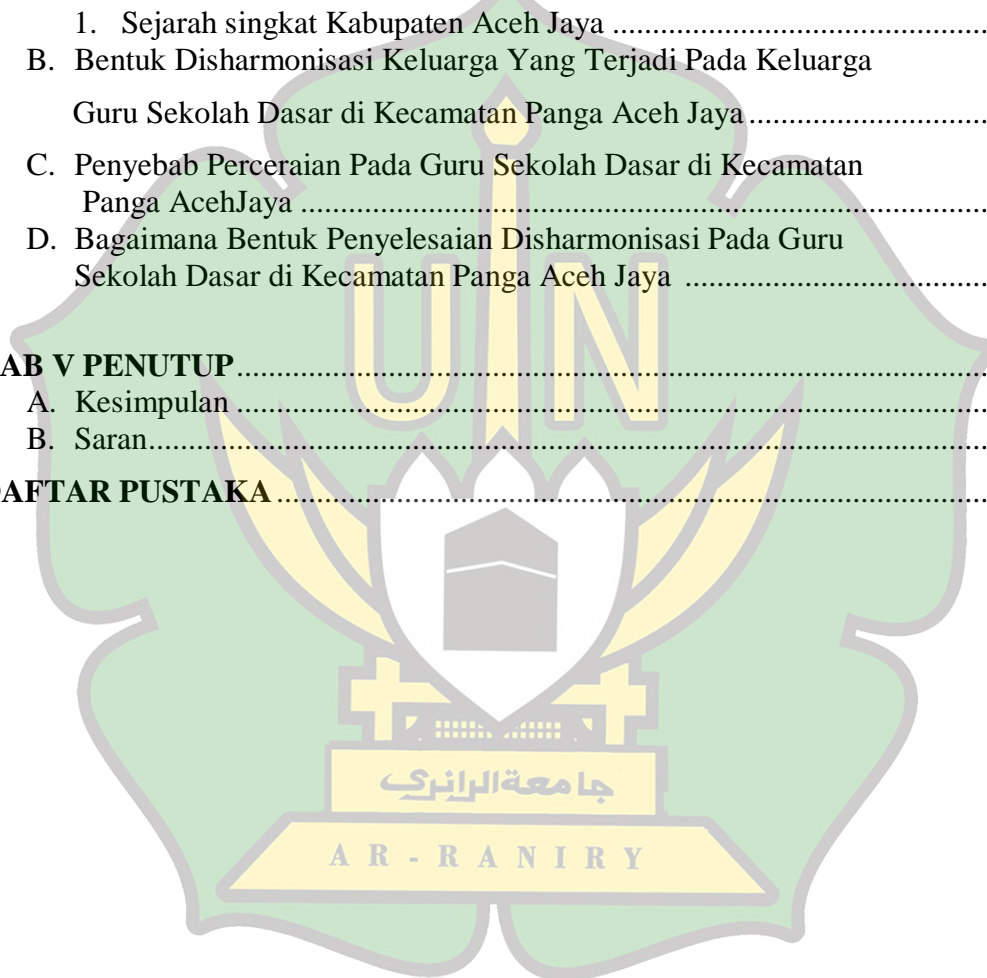 1. Sejarah singkat Kabupaten Aceh Jaya ................................................
B. Bentuk Disharmonisasi Keluarga Yang Terjadi Pada Keluarga
Guru Sekolah Dasar di Kecamatan Panga Aceh Jaya ...............................
C. Penyebab Perceraian Pada Guru Sekolah Dasar di Kecamatan
Panga AcehJaya ........................................................................................
D. Bagaimana Bentuk Penyelesaian Disharmonisasi Pada Guru
Sekolah Dasar di Kecamatan Panga Aceh Jaya .......................................
AB V PENUTUP ................................................................................................
A. Kesimpulan ................................................................................................
B. Saran...........................................................................................................
AFTAR PUSTAKA ...........................................................................................
UIN
جامعة الرانري
AR-RANIRY